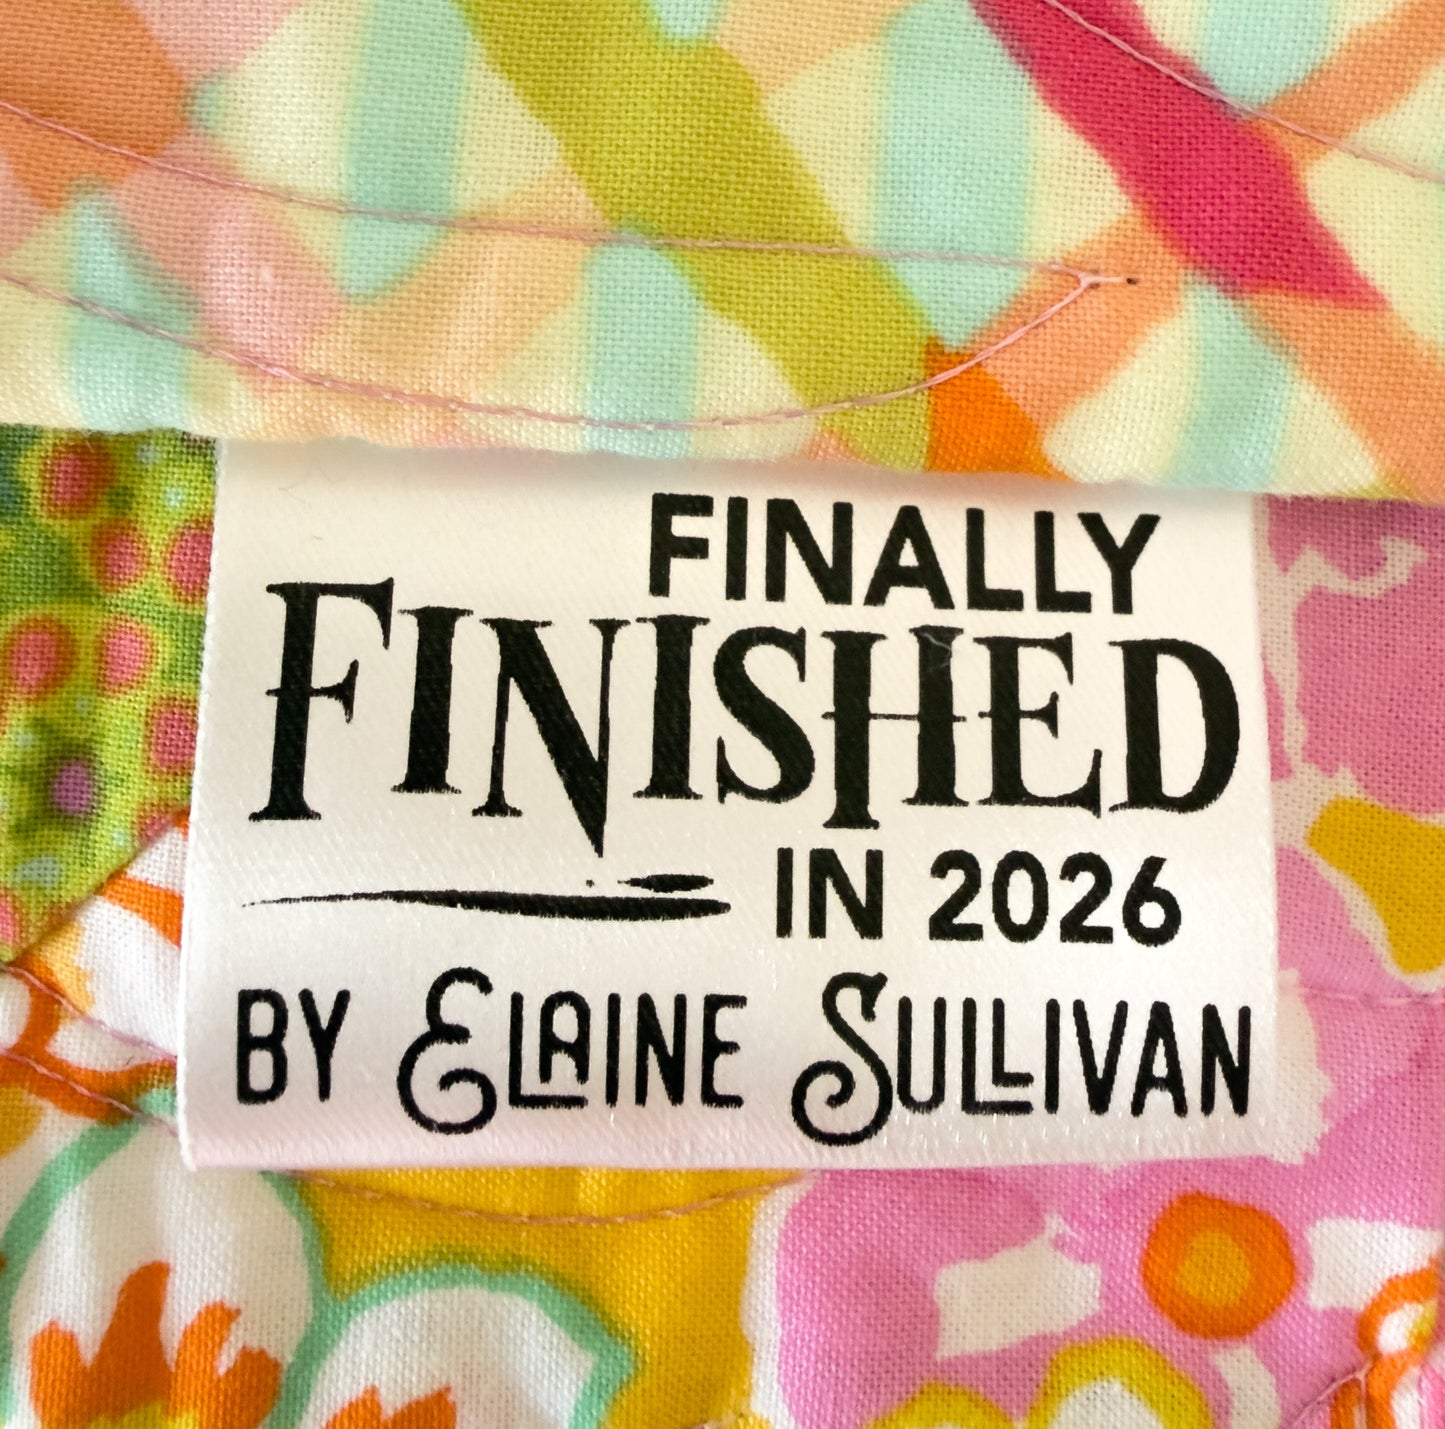 FINALLY
FINISHED
IN 2026
BY ELAINE SULLIVAN